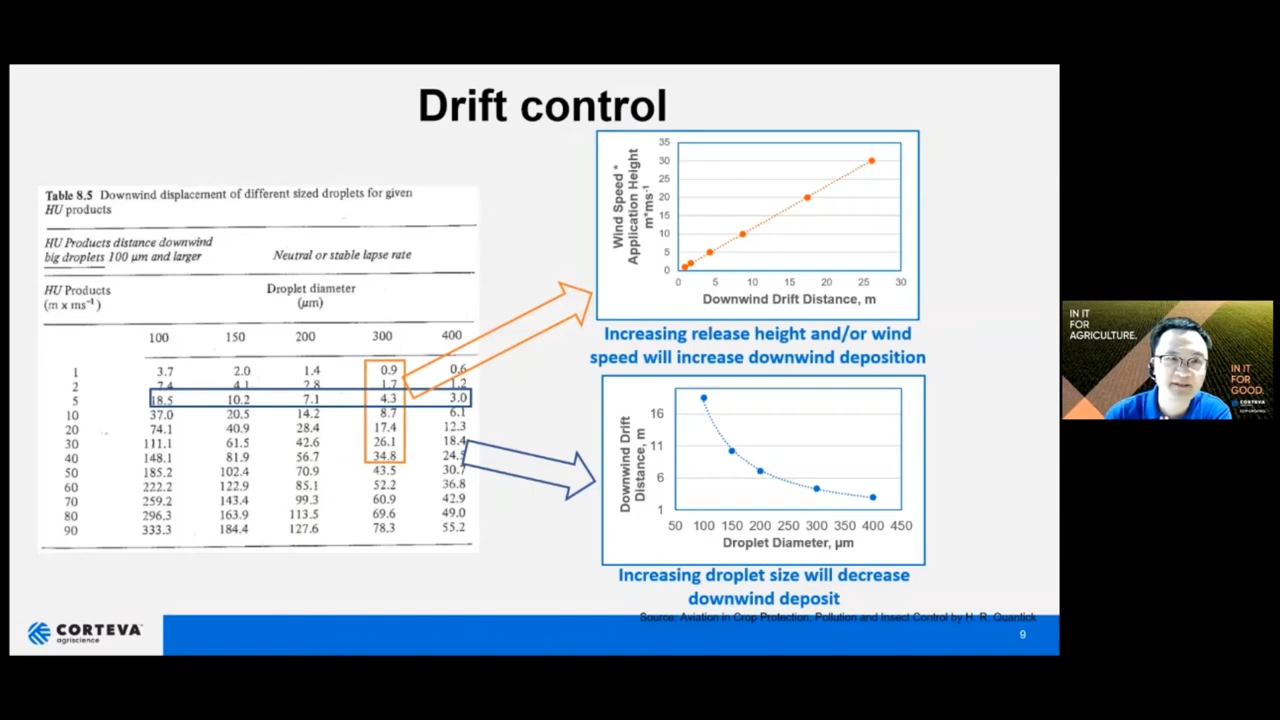 Drift control
Table 8.5 Downwind displacement of different sized droplets for given
HU products
HU Products distance downwind
big droplets 100 µm and larger
Neutral or stable lapse rate
HU Products
(m x ms⁻¹)
Droplet diameter
(µm)
100 150 200 300 400
1 3.7 2.0 1.4 0.9 0.6
2 7.4 4.1 2.8 1.7 1.2
5 18.5 10.2 7.1 4.3 3.0
10 37.0 20.5 14.2 8.7 6.1
20 74.1 40.9 28.4 17.4 12.3
30 111.1 61.5 42.6 26.1 18.4
40 148.1 81.9 56.7 34.8 24.5
50 185.2 102.4 70.9 43.5 30.7
60 222.2 122.9 85.1 52.2 36.8
70 259.2 143.4 99.3 60.9 42.9
80 296.3 163.9 113.5 69.6 49.0
90 333.3 184.4 127.6 78.3 55.2
Wind Speed *
Application Height
m*ms⁻¹
35
30
25
20
15
10
5
0
0 5 10 15 20 25 30
Downwind Drift Distance, m
Increasing release height and/or wind
speed will increase downwind deposition
Downwind Drift
Distance, m
16
11
6
1
50 100 150 200 250 300 350 400 450
Droplet Diameter, µm
Increasing droplet size will decrease
downwind deposit
Source: Aviation in Crop Protection, Pollution and Insect Control by H. R. Quantick
CORTEVA™
agriscience
9
IN IT
FOR
AGRICULTURE.
IN IT
FOR
GOOD.
CORTEVA